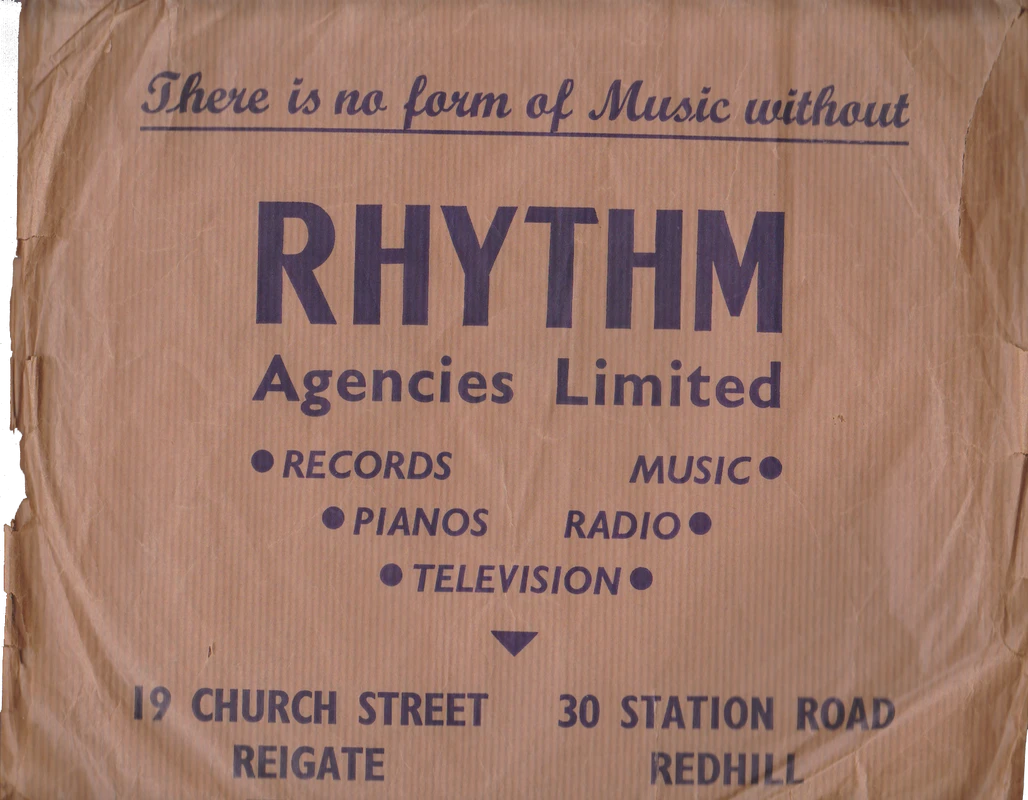 There is no form of Music without
RHYTHM
Agencies Limited
• RECORDS MUSIC •
• PIANOS RADIO •
• TELEVISION •
19 CHURCH STREET 30 STATION ROAD
REIGATE REDHILL